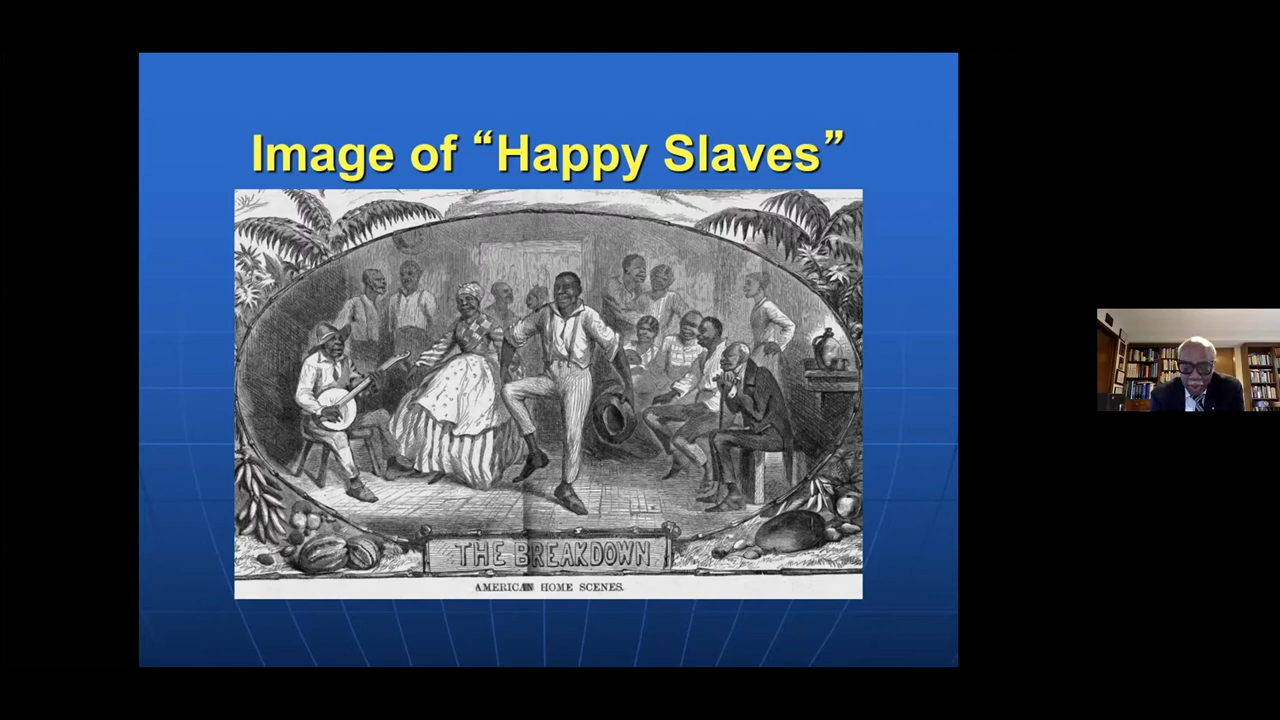 Image of “Happy Slaves”
THE BREAKDOWN
AMERICAN HOME SCENES.